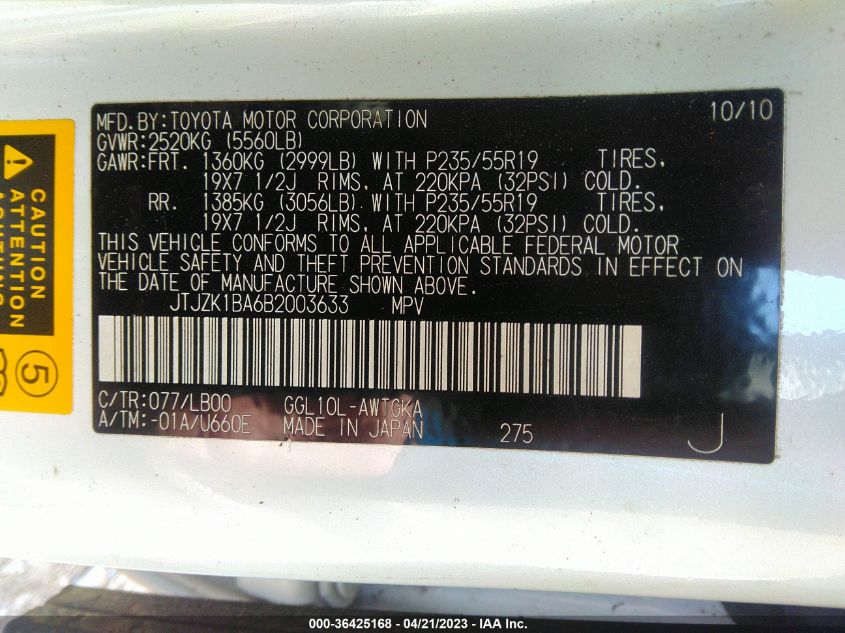 MFD.BY:TOYOTA MOTOR CORPORATION 10/10
GVWR:2520KG (5560LB)
GAWR:FRT. 1360KG (2999LB) WITH P235/55R19 TIRES,
19X7 1/2J RIMS, AT 220KPA (32PSI) COLD.
RR. 1385KG (3056LB) WITH P235/55R19 TIRES,
19X7 1/2J RIMS, AT 220KPA (32PSI) COLD.
THIS VEHICLE CONFORMS TO ALL APPLICABLE FEDERAL MOTOR
VEHICLE SAFETY AND THEFT PREVENTION STANDARDS IN EFFECT ON
THE DATE OF MANUFACTURE SHOWN ABOVE.
JTJZK1BA6B2003633 MPV
C/TR:077/LB00 GGL10L-AWTGKA
A/TM:-01A/U660E MADE IN JAPAN 275 J
CAUTION
ATTENTION
5
000-36425168 - 04/21/2023 - IAA Inc.